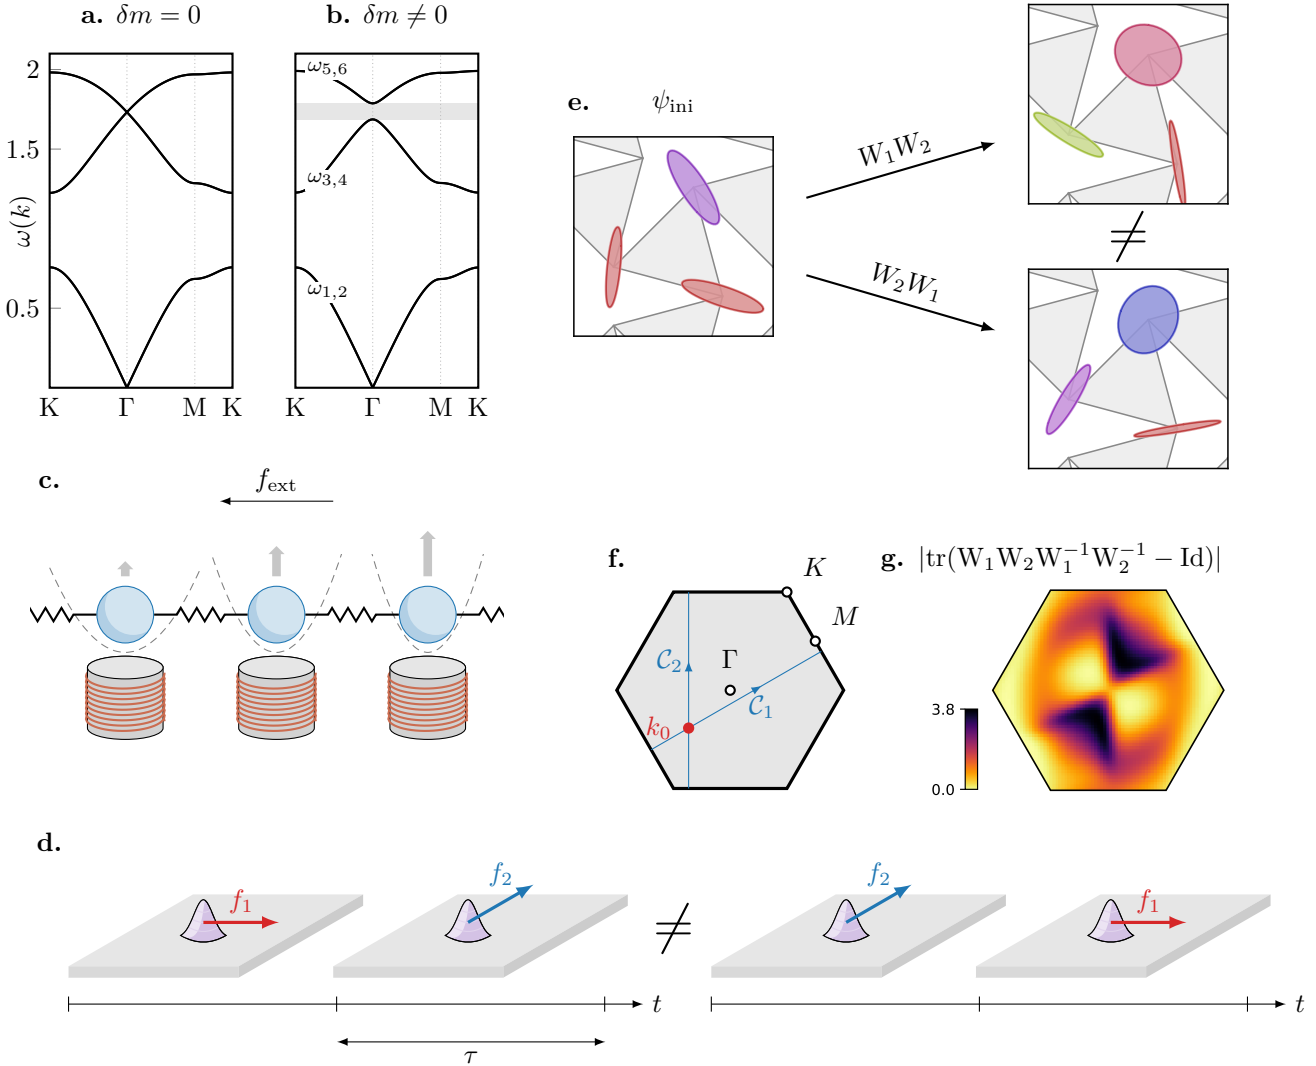 a. δm = 0
b. δm ≠ 0
ω(k)
2
1.5
0.5
K Γ M K
ω₅,₆
ω₃,₄
ω₁,₂
K Γ M K
e. ψini
W₁W₂
≠
W₂W₁
c.
fext
f.
K
M
Γ
C₂
C₁
k₀
g. |tr(W₁W₂W₁⁻¹W₂⁻¹ − Id)|
3.8
0.0
d.
f₁
f₂
≠
f₂
f₁
t
t
τ